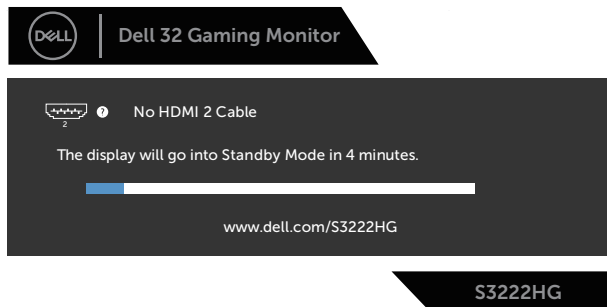 DELL
Dell 32 Gaming Monitor
? No HDMI 2 Cable
2
The display will go into Standby Mode in 4 minutes.
www.dell.com/S3222HG
S3222HG